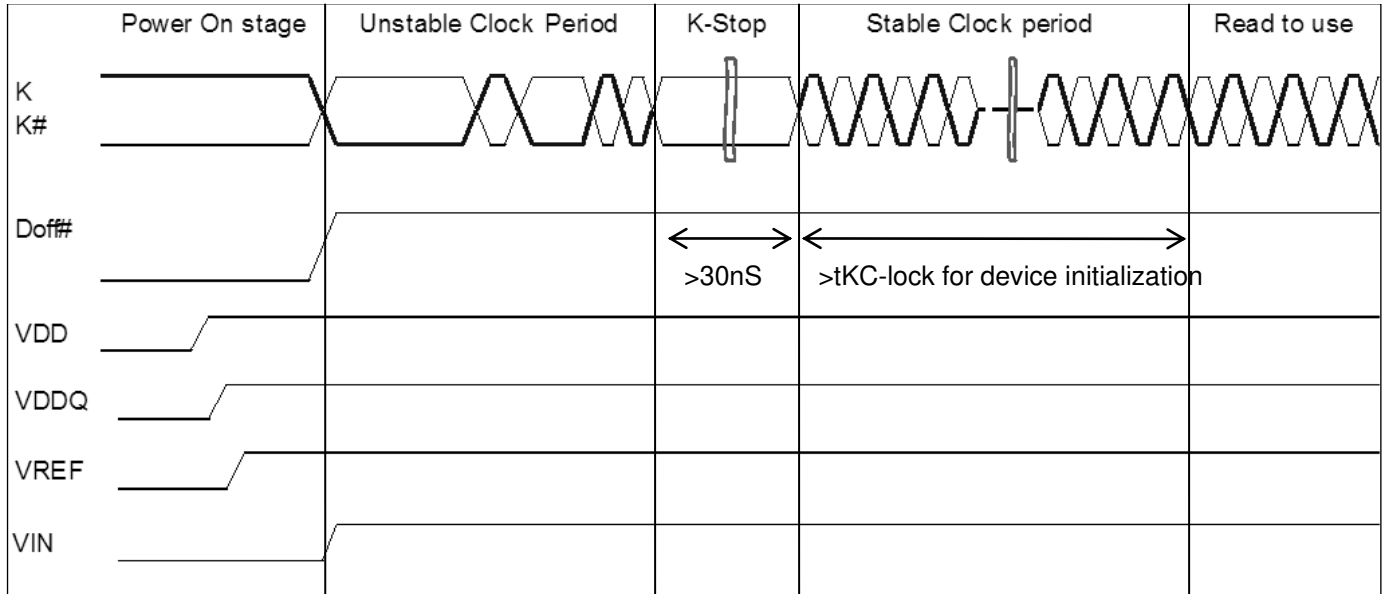 Power On stage Unstable Clock Period K-Stop Stable Clock period Read to use
K
K#
Doff#
>30nS >tKC-lock for device initialization
VDD
VDDQ
VREF
VIN